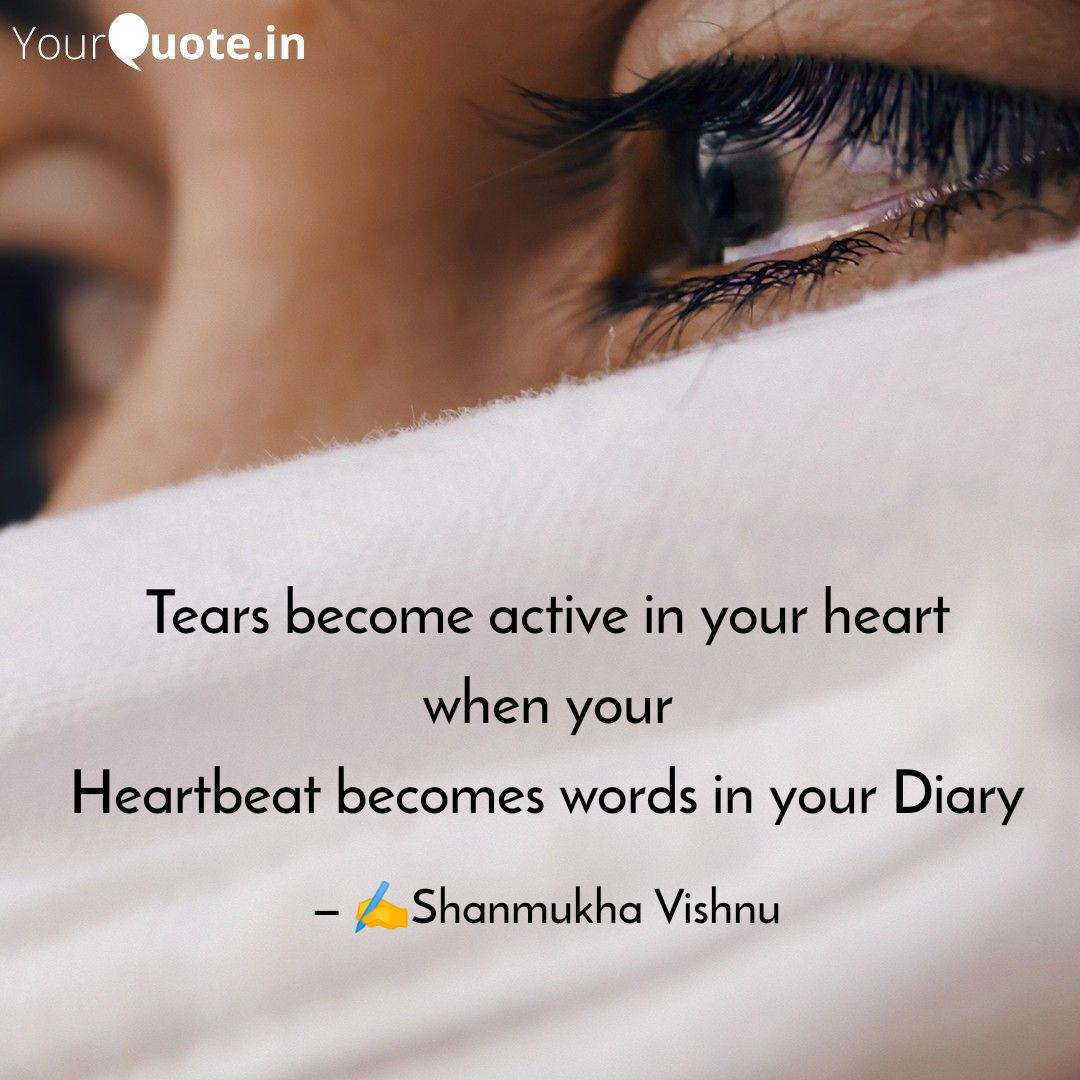 YourQuote.in
Tears become active in your heart
when your
Heartbeat becomes words in your Diary
– ✍️Shanmukha Vishnu